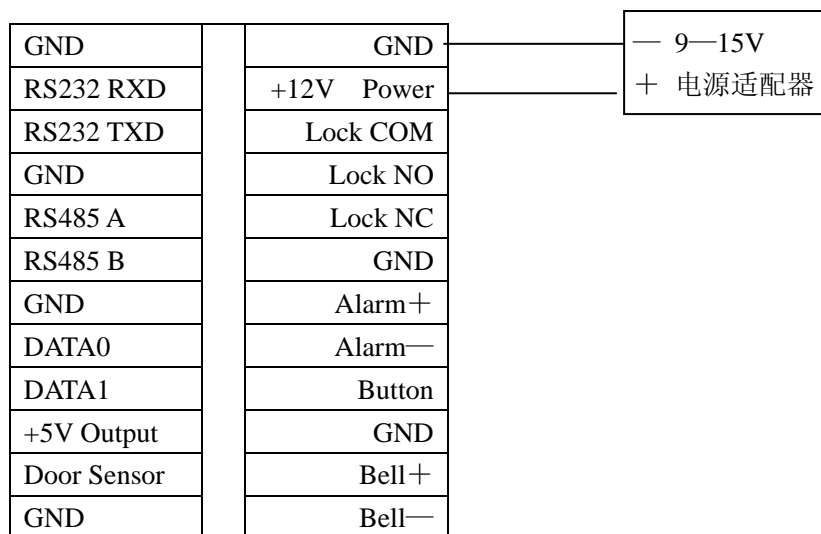 GND
RS232 RXD
RS232 TXD
GND
RS485 A
RS485 B
GND
DATA0
DATA1
+5V Output
Door Sensor
GND
GND
+12V Power
Lock COM
Lock NO
Lock NC
GND
Alarm＋
Alarm—
Button
GND
Bell＋
Bell—
— 9—15V
＋ 电源适配器